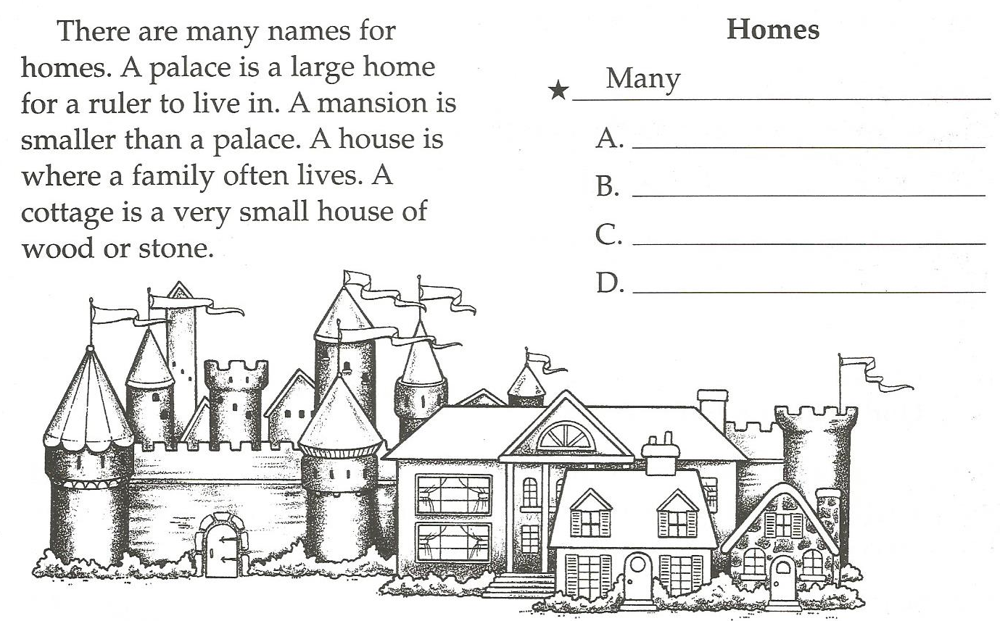 There are many names for
homes. A palace is a large home
for a ruler to live in. A mansion is
smaller than a palace. A house is
where a family often lives. A
cottage is a very small house of
wood or stone.
Homes
★ Many
A.
B.
C.
D.